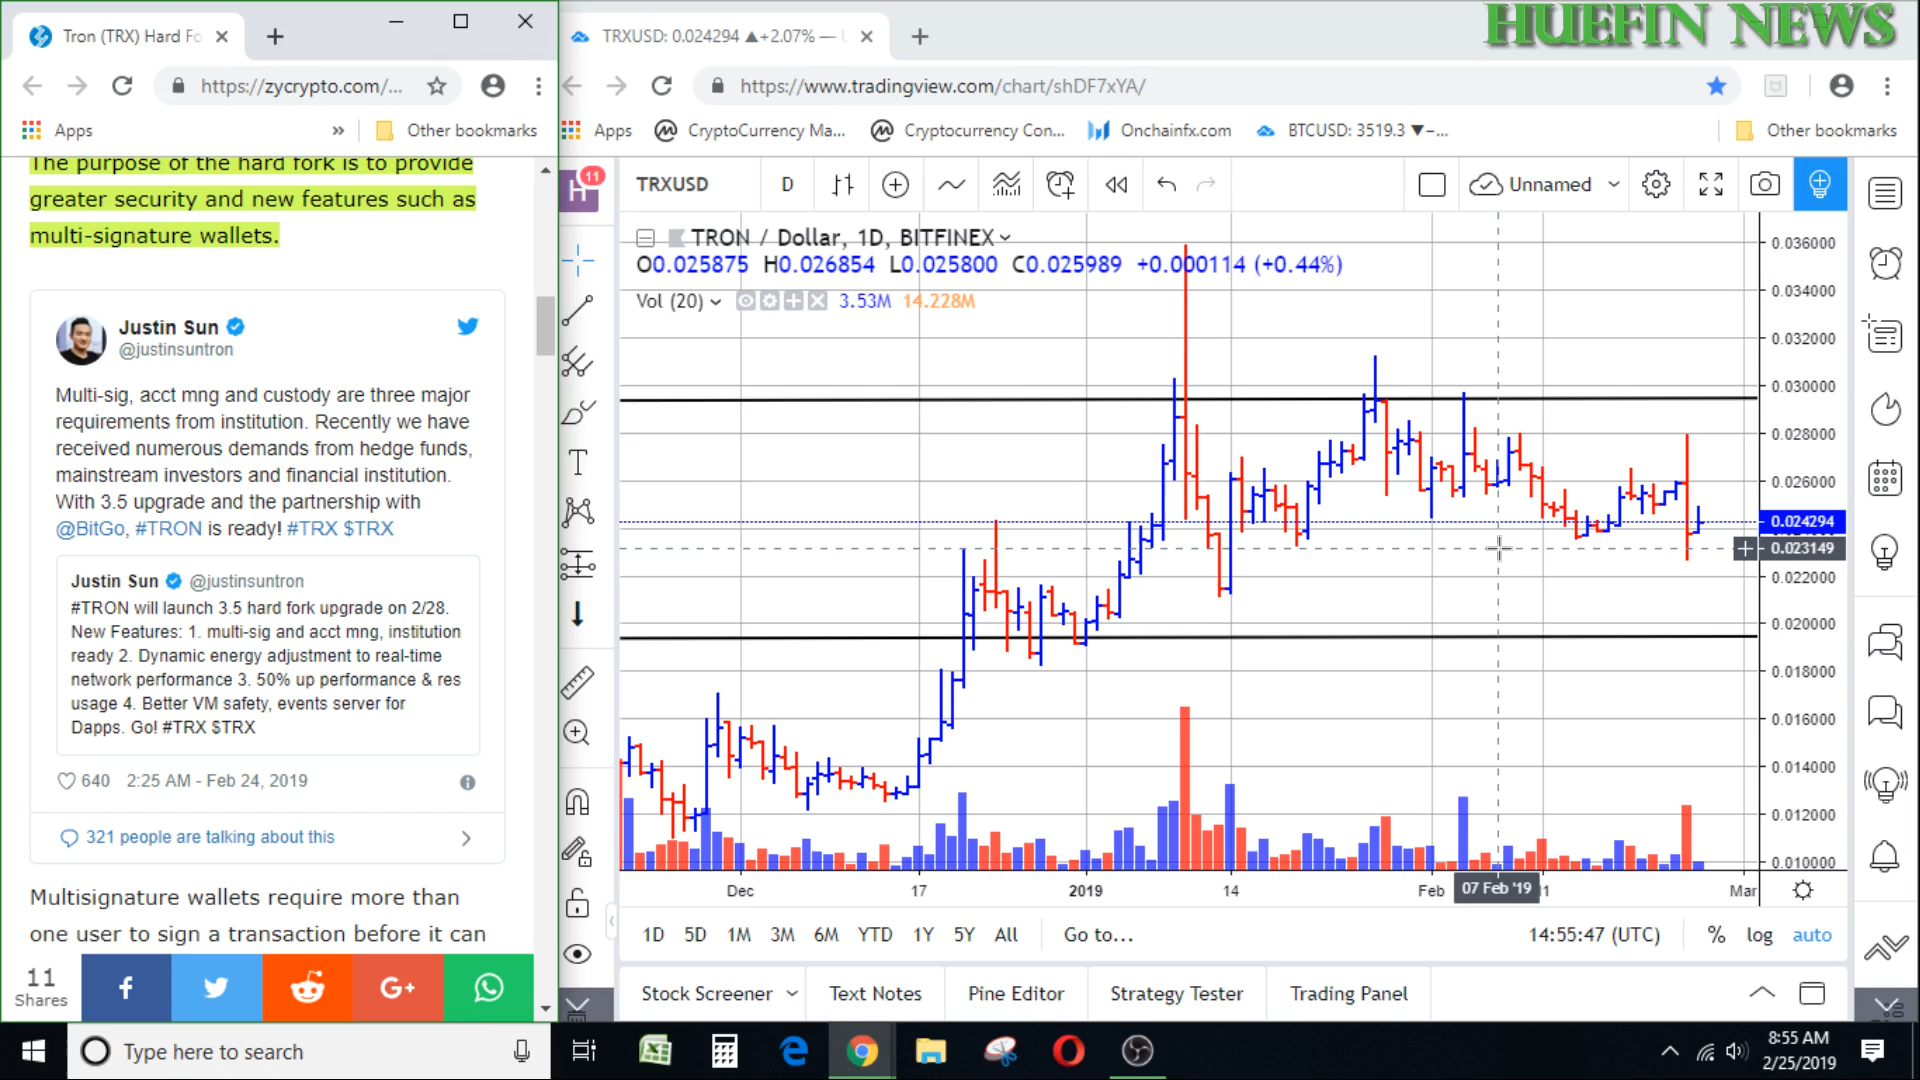 HUEFIN NEWS
Tron (TRX) Hard Fo
TRXUSD: 0.024294 ▲+2.07% —
https://zycrypto.com/...
https://www.tradingview.com/chart/shDF7xYA/
Apps
»
Other bookmarks
Apps
CryptoCurrency Ma...
Cryptocurrency Con...
Onchainfx.com
BTCUSD: 3519.3 ▼−...
Other bookmarks
The purpose of the hard fork is to provide
greater security and new features such as
multi-signature wallets.
Justin Sun
@justinsuntron
Multi-sig, acct mng and custody are three major
requirements from institution. Recently we have
received numerous demands from hedge funds,
mainstream investors and financial institution.
With 3.5 upgrade and the partnership with
@BitGo, #TRON is ready! #TRX $TRX
Justin Sun @justinsuntron
#TRON will launch 3.5 hard fork upgrade on 2/28.
New Features: 1. multi-sig and acct mng, institution
ready 2. Dynamic energy adjustment to real-time
network performance 3. 50% up performance & res
usage 4. Better VM safety, events server for
Dapps. Go! #TRX $TRX
640 2:25 AM - Feb 24, 2019
321 people are talking about this
Multisignature wallets require more than
one user to sign a transaction before it can
11
Shares
f
G+
H
11
TRXUSD
D
Unnamed
TRON / Dollar, 1D, BITFINEX
O0.025875 H0.026854 L0.025800 C0.025989 +0.000114 (+0.44%)
Vol (20) 3.53M 14.228M
T
0.036000
0.034000
0.032000
0.030000
0.028000
0.026000
0.024294
0.023149
0.022000
0.020000
0.018000
0.016000
0.014000
0.012000
0.010000
Dec
17
2019
14
Feb
07 Feb '19
Mar
1D 5D 1M 3M 6M YTD 1Y 5Y All Go to...
14:55:47 (UTC) % log auto
Stock Screener
Text Notes
Pine Editor
Strategy Tester
Trading Panel
Type here to search
8:55 AM
2/25/2019